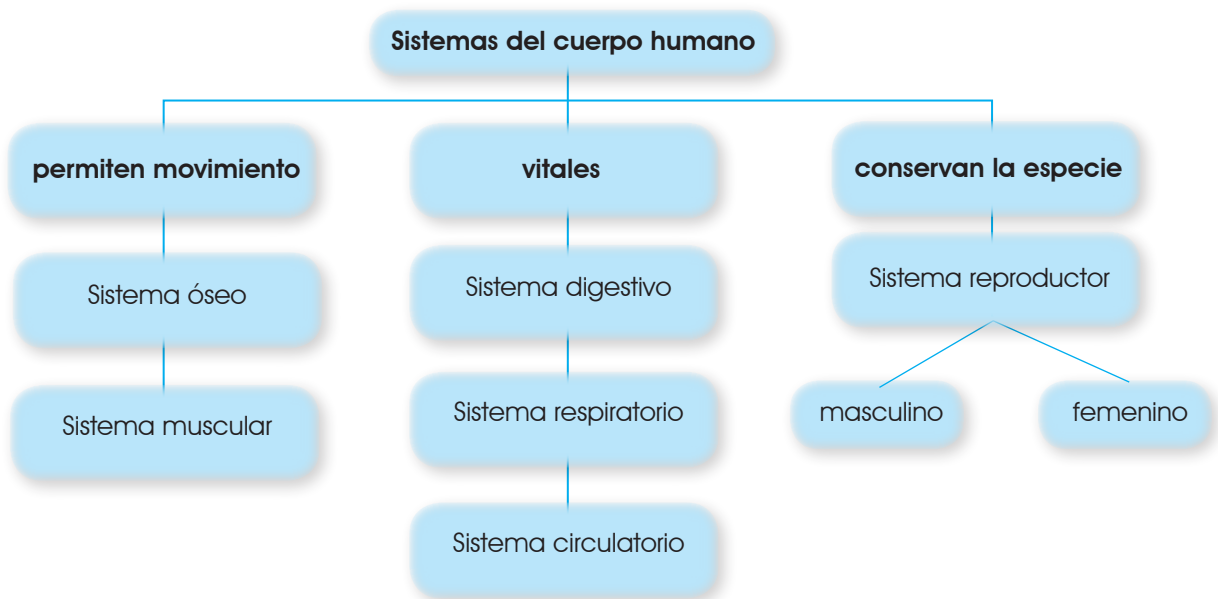 Sistemas del cuerpo humano
permiten movimiento
vitales
conservan la especie
Sistema óseo
Sistema digestivo
Sistema reproductor
Sistema muscular
Sistema respiratorio
masculino
femenino
Sistema circulatorio